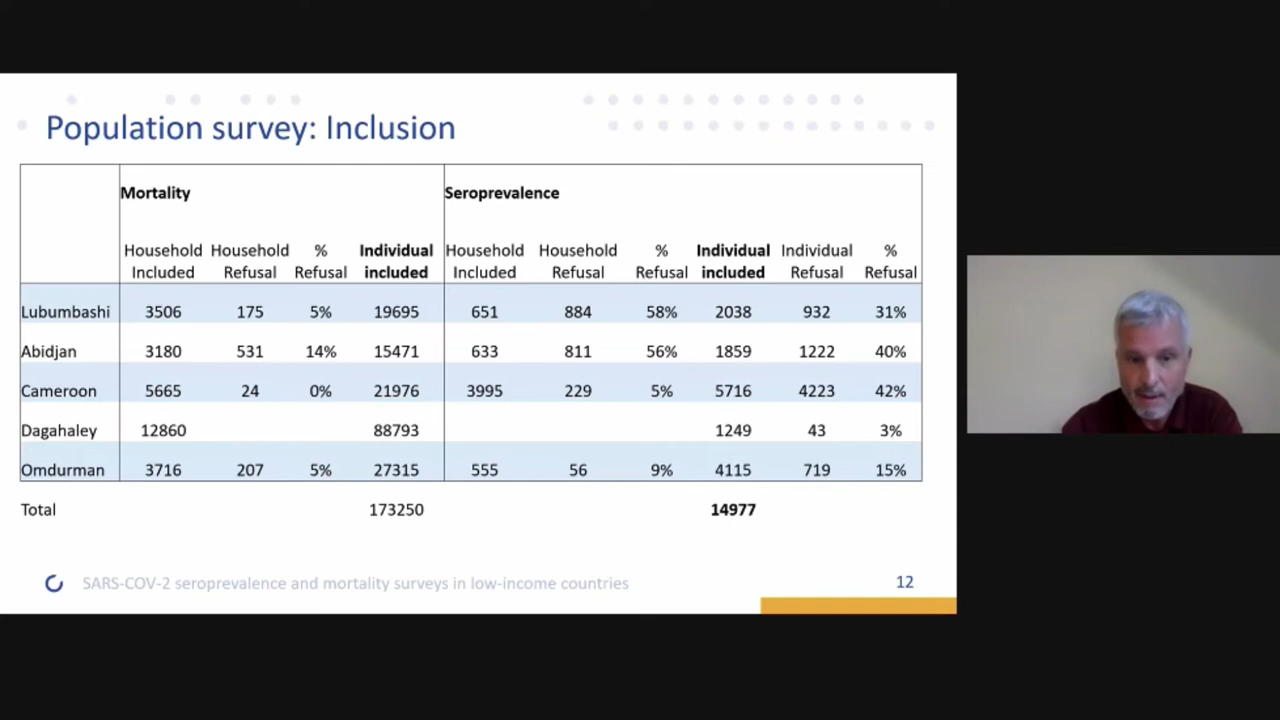 Population survey: Inclusion
Mortality Seroprevalence
Household Included Household Refusal % Refusal Individual included Household Included Household Refusal % Refusal Individual included Individual Refusal % Refusal
Lubumbashi 3506 175 5% 19695 651 884 58% 2038 932 31%
Abidjan 3180 531 14% 15471 633 811 56% 1859 1222 40%
Cameroon 5665 24 0% 21976 3995 229 5% 5716 4223 42%
Dagahaley 12860 88793 1249 43 3%
Omdurman 3716 207 5% 27315 555 56 9% 4115 719 15%
Total 173250 14977
SARS-COV-2 seroprevalence and mortality surveys in low-income countries 12